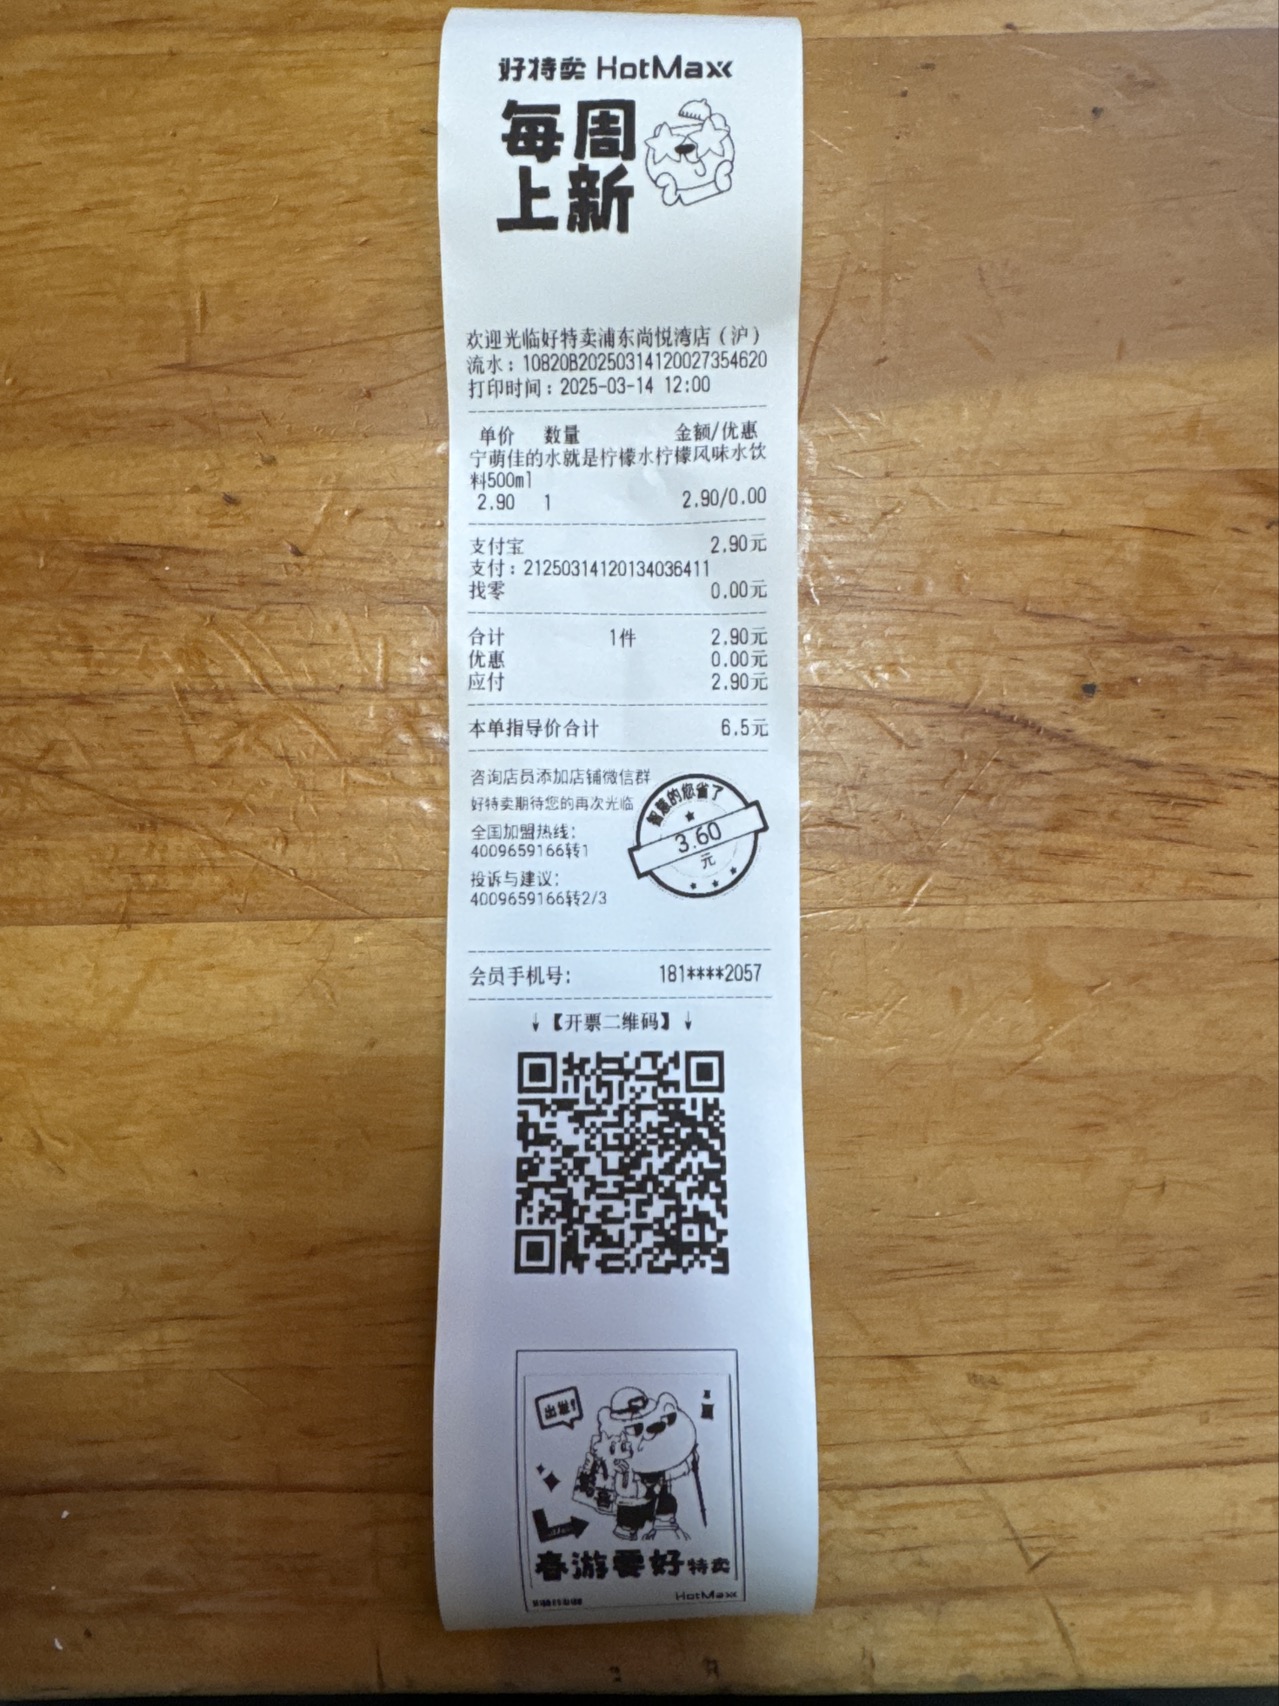 好特卖 HotMaxx
每周
上新
欢迎光临好特卖浦东尚悦湾店（沪）
流水：10820B20250314120027354620
打印时间：2025-03-14 12:00
单价 数量 金额/优惠
宁萌佳的水就是柠檬水柠檬风味水饮
料500ml
2.90 1 2.90/0.00
支付宝 2.90元
支付：21250314120134036411
找零 0.00元
合计 1件 2.90元
优惠 0.00元
应付 2.90元
本单指导价合计 6.5元
咨询店员添加店铺微信群
好特卖期待您的再次光临
全国加盟热线：
4009659166转1
投诉与建议：
4009659166转2/3
智慧的您省了
3.60
元
会员手机号： 181****2057
↓【开票二维码】↓
出发!
春游要好特卖
HotMaxx